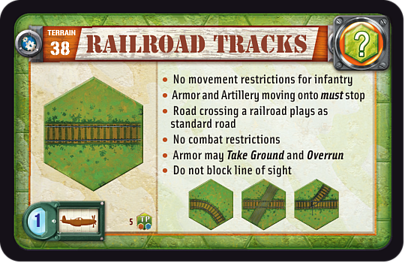 TERRAIN
38
RAILROAD TRACKS
?
• No movement restrictions for infantry
• Armor and Artillery moving onto must stop
• Road crossing a railroad plays as
standard road
• No combat restrictions
• Armor may Take Ground and Overrun
• Do not block line of sight
1
5 TP